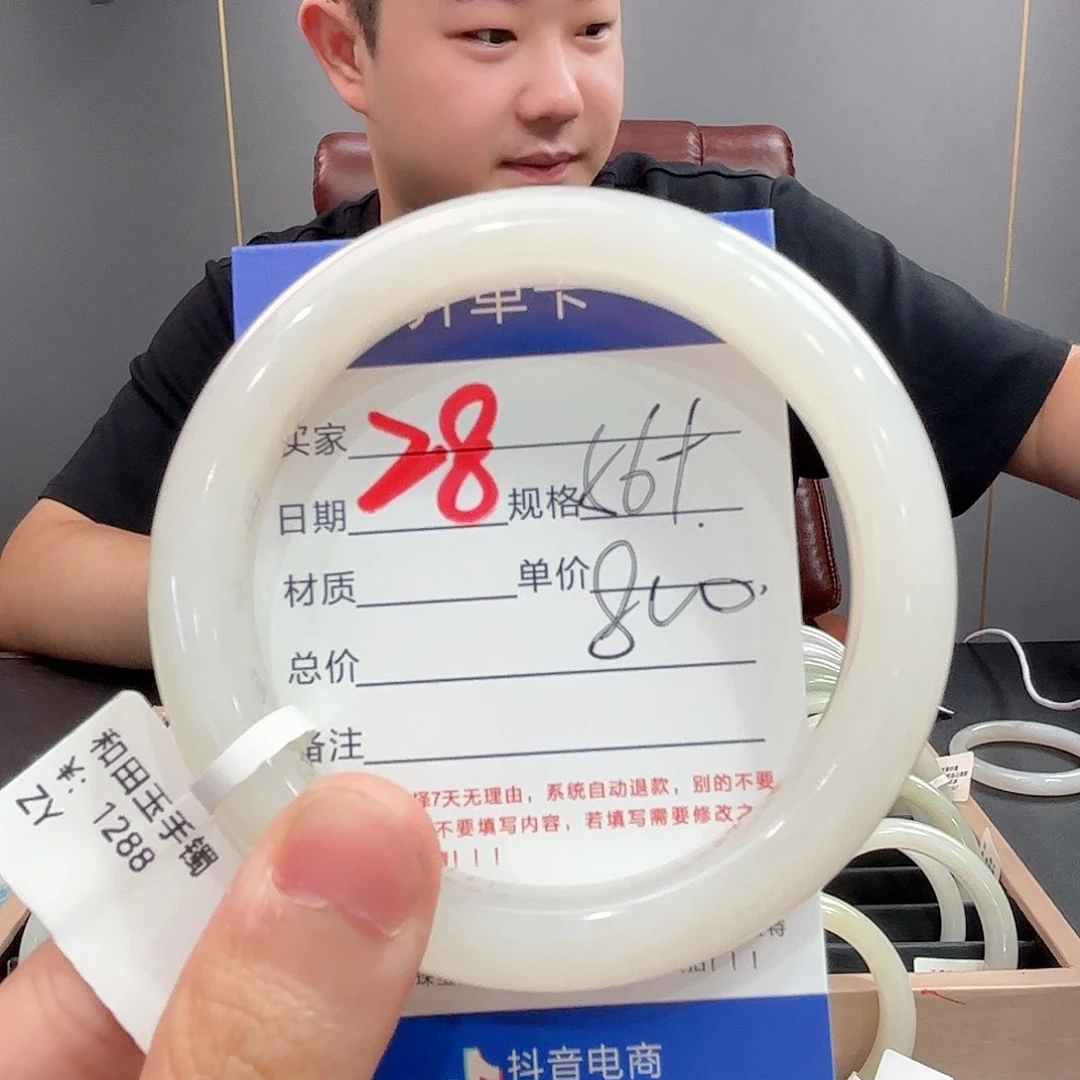 开单卡
买家
28
日期 规格 K61.
材质 单价 800,
总价
备注
择7天无理由，系统自动退款，别的不要
不要填写内容，若填写需要修改之
！！！
和田玉手镯
1288
ZY
抖音电商